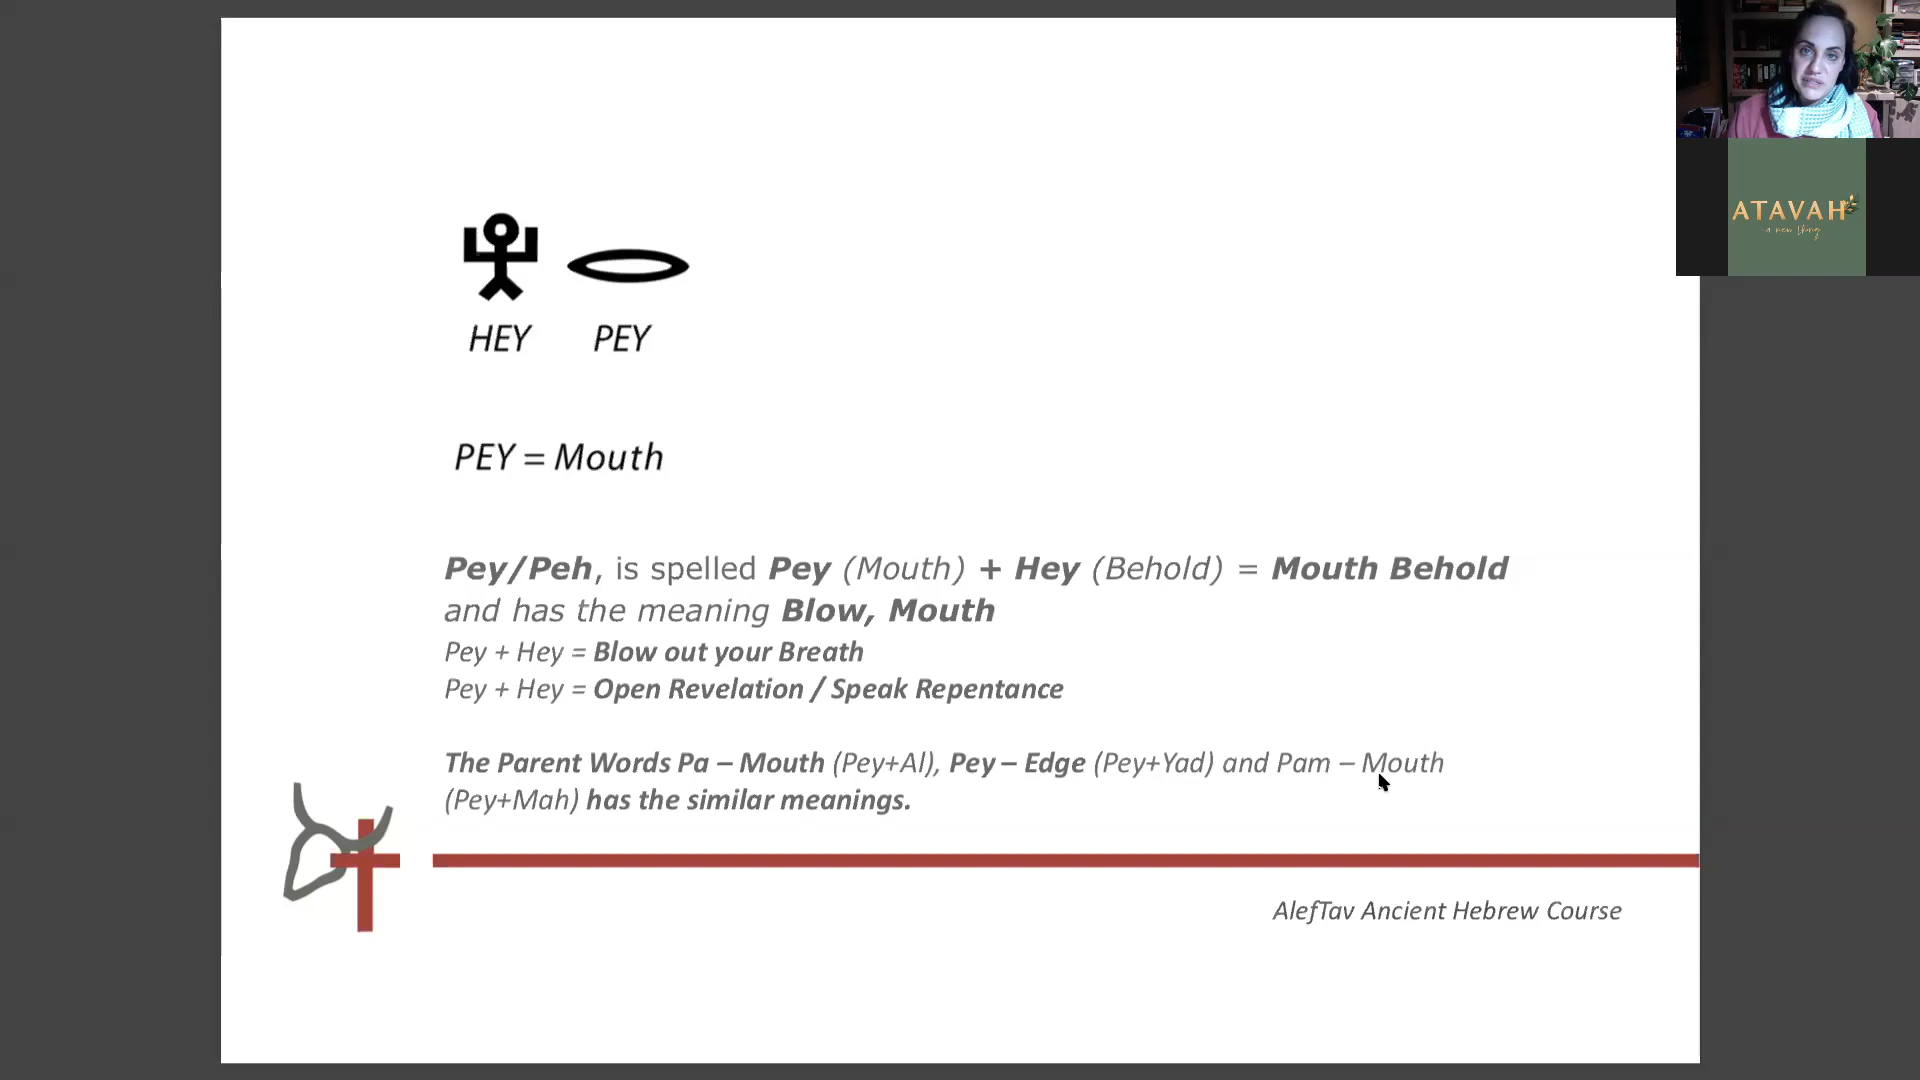 ATAVAH
a new thing
HEY PEY
PEY = Mouth
Pey/Peh, is spelled Pey (Mouth) + Hey (Behold) = Mouth Behold
and has the meaning Blow, Mouth
Pey + Hey = Blow out your Breath
Pey + Hey = Open Revelation / Speak Repentance
The Parent Words Pa – Mouth (Pey+Al), Pey – Edge (Pey+Yad) and Pam – Mouth
(Pey+Mah) has the similar meanings.
AlefTav Ancient Hebrew Course